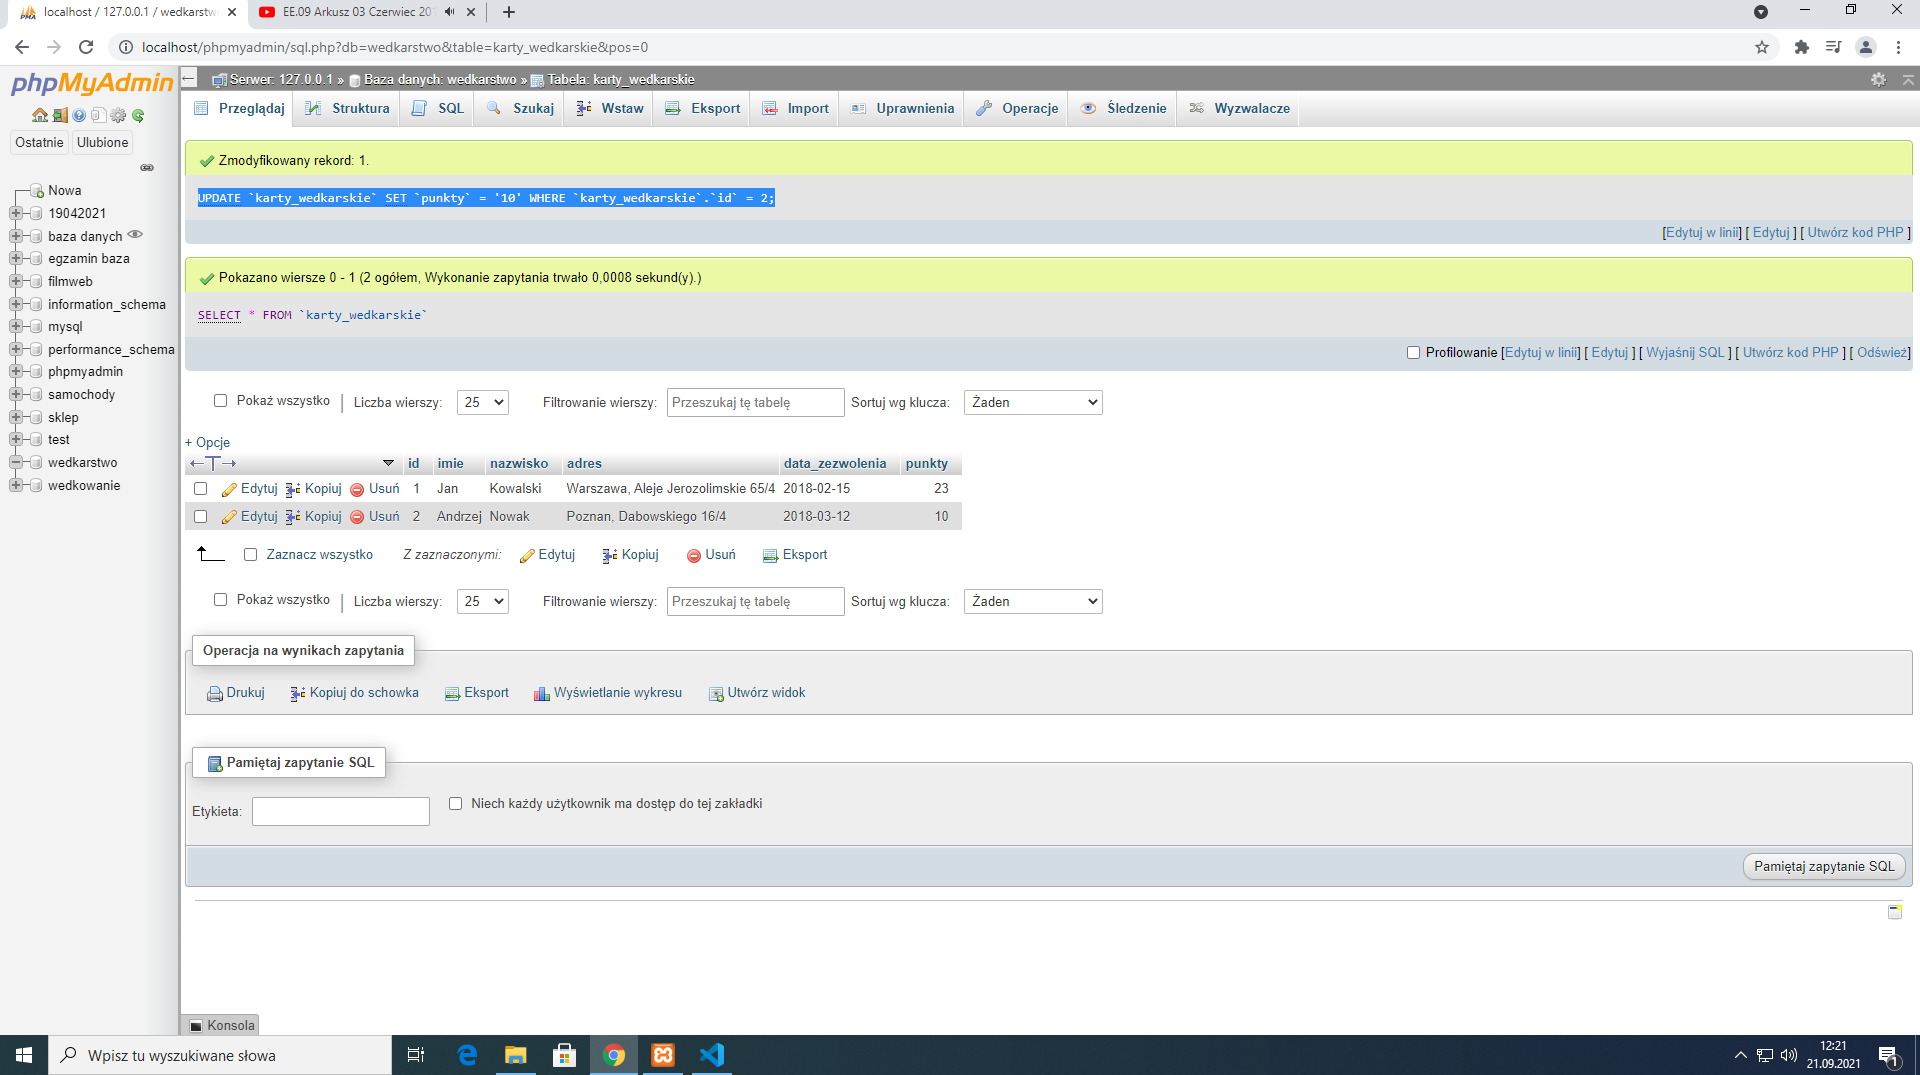 localhost / 127.0.0.1 / wedkarstw
EE.09 Arkusz 03 Czerwiec 201
localhost/phpmyadmin/sql.php?db=wedkarstwo&table=karty_wedkarskie&pos=0
phpMyAdmin
Ostatnie Ulubione
Nowa
19042021
baza danych
egzamin baza
filmweb
information_schema
mysql
performance_schema
phpmyadmin
samochody
sklep
test
wedkarstwo
wedkowanie
Serwer: 127.0.0.1 » Baza danych: wedkarstwo » Tabela: karty_wedkarskie
Przeglądaj Struktura SQL Szukaj Wstaw Eksport Import Uprawnienia Operacje Śledzenie Wyzwalacze
Zmodyfikowany rekord: 1.
UPDATE `karty_wedkarskie` SET `punkty` = '10' WHERE `karty_wedkarskie`.`id` = 2;
[Edytuj w linii] [ Edytuj ] [ Utwórz kod PHP ]
Pokazano wiersze 0 - 1 (2 ogółem, Wykonanie zapytania trwało 0,0008 sekund(y).)
SELECT * FROM `karty_wedkarskie`
Profilowanie [Edytuj w linii] [ Edytuj ] [ Wyjaśnij SQL ] [ Utwórz kod PHP ] [ Odśwież]
Pokaż wszystko | Liczba wierszy: 25 Filtrowanie wierszy: Przeszukaj tę tabelę Sortuj wg klucza: Żaden
+ Opcje
←T→ id imie nazwisko adres data_zezwolenia punkty
Edytuj Kopiuj Usuń 1 Jan Kowalski Warszawa, Aleje Jerozolimskie 65/4 2018-02-15 23
Edytuj Kopiuj Usuń 2 Andrzej Nowak Poznan, Dabowskiego 16/4 2018-03-12 10
Zaznacz wszystko Z zaznaczonymi: Edytuj Kopiuj Usuń Eksport
Pokaż wszystko | Liczba wierszy: 25 Filtrowanie wierszy: Przeszukaj tę tabelę Sortuj wg klucza: Żaden
Operacja na wynikach zapytania
Drukuj Kopiuj do schowka Eksport Wyświetlanie wykresu Utwórz widok
Pamiętaj zapytanie SQL
Etykieta: Niech każdy użytkownik ma dostęp do tej zakładki
Pamiętaj zapytanie SQL
Konsola
Wpisz tu wyszukiwane słowa
12:21
21.09.2021
1